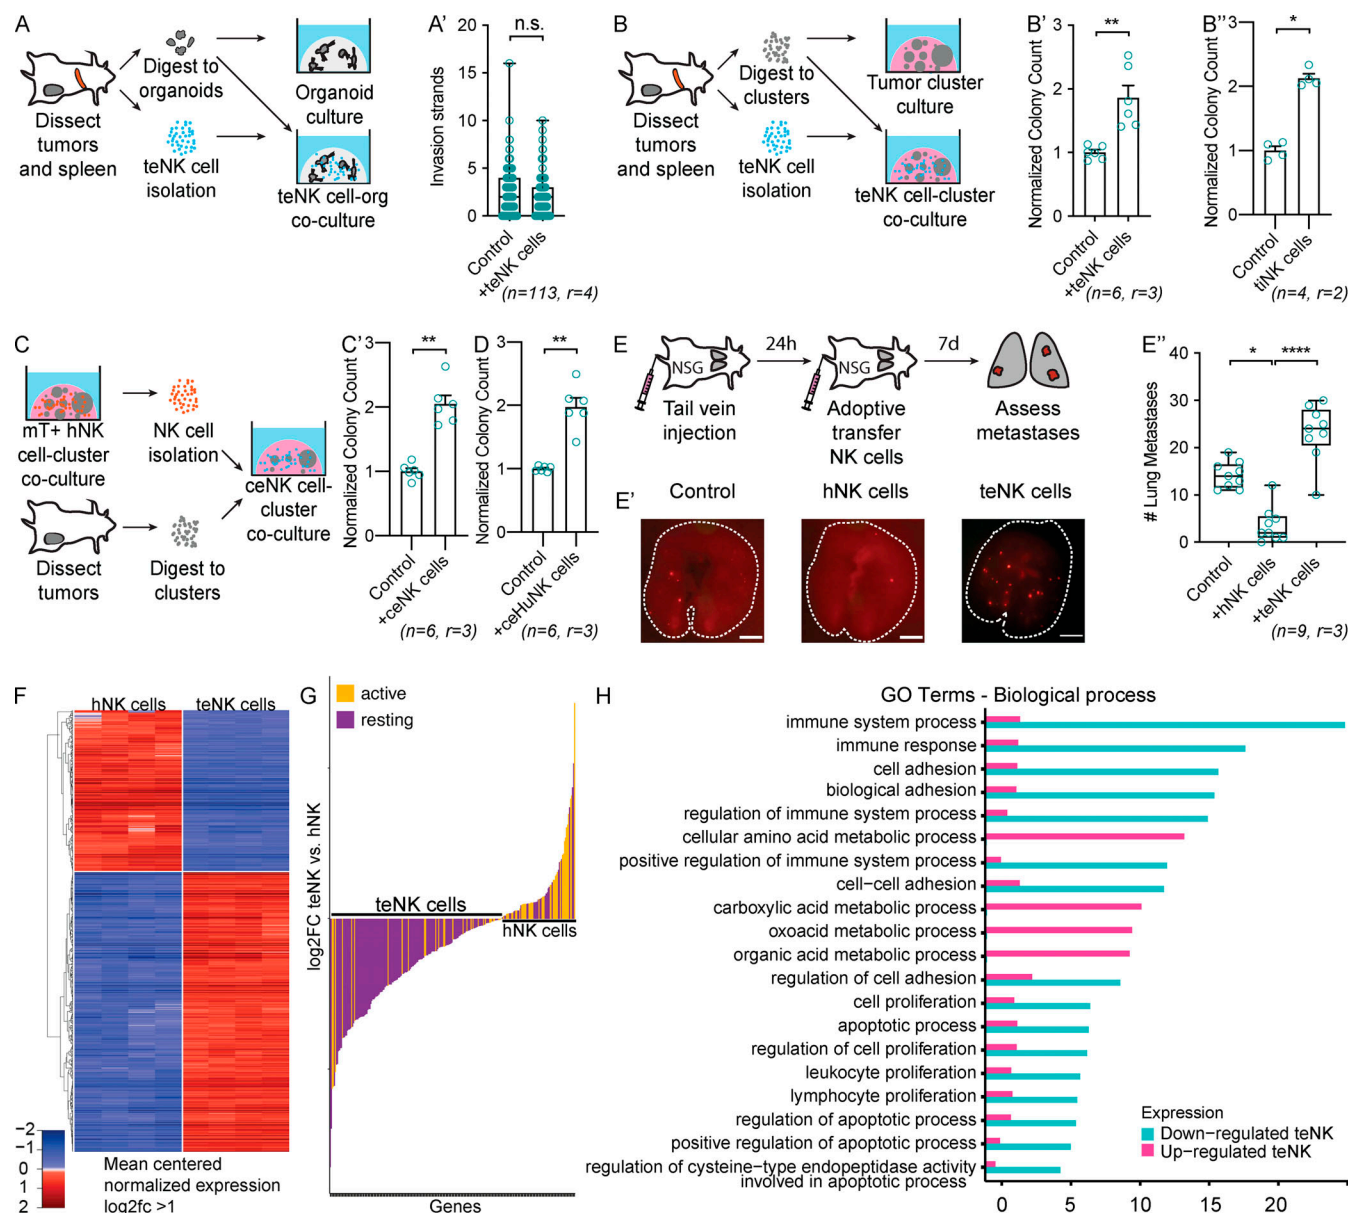 A
Digest to
organoids
Dissect
tumors
and spleen
teNK cell
isolation
Organoid
culture
teNK cell-org
co-culture
A'
n.s.
Invasion strands
20
15
10
5
0
Control
+teNK cells
(n=113, r=4)
B
Digest to
clusters
Dissect
tumors
and spleen
teNK cell
isolation
Tumor cluster
culture
teNK cell-cluster
co-culture
B'
**
Normalized Colony Count
3
2
1
0
Control
+teNK cells
(n=6, r=3)
B''
*
Normalized Colony Count
3
2
1
0
Control
tiNK cells
(n=4, r=2)
C
mT+ hNK
cell-cluster
co-culture
NK cell
isolation
Dissect
tumors
Digest to
clusters
ceNK cell-
cluster
co-culture
C'
**
Normalized Colony Count
3
2
1
0
Control
+ceNK cells
(n=6, r=3)
D
**
Normalized Colony Count
3
2
1
0
Control
+ceHuNK cells
(n=6, r=3)
E
NSG
24h
NSG
7d
Tail vein
injection
Adoptive
transfer
NK cells
Assess
metastases
E'
Control
hNK cells
teNK cells
E''
*
****
# Lung Metastases
40
30
20
10
0
Control
+hNK cells
+teNK cells
(n=9, r=3)
F
hNK cells
teNK cells
−2
−1
0
1
2
Mean centered
normalized expression
log2fc >1
G
active
resting
log2FC teNK vs. hNK
teNK cells
hNK cells
Genes
H
GO Terms - Biological process
immune system process
immune response
cell adhesion
biological adhesion
regulation of immune system process
cellular amino acid metabolic process
positive regulation of immune system process
cell−cell adhesion
carboxylic acid metabolic process
oxoacid metabolic process
organic acid metabolic process
regulation of cell adhesion
cell proliferation
apoptotic process
regulation of cell proliferation
leukocyte proliferation
lymphocyte proliferation
regulation of apoptotic process
positive regulation of apoptotic process
regulation of cysteine−type endopeptidase activity
involved in apoptotic process
Expression
Down−regulated teNK
Up−regulated teNK
0
5
10
15
20